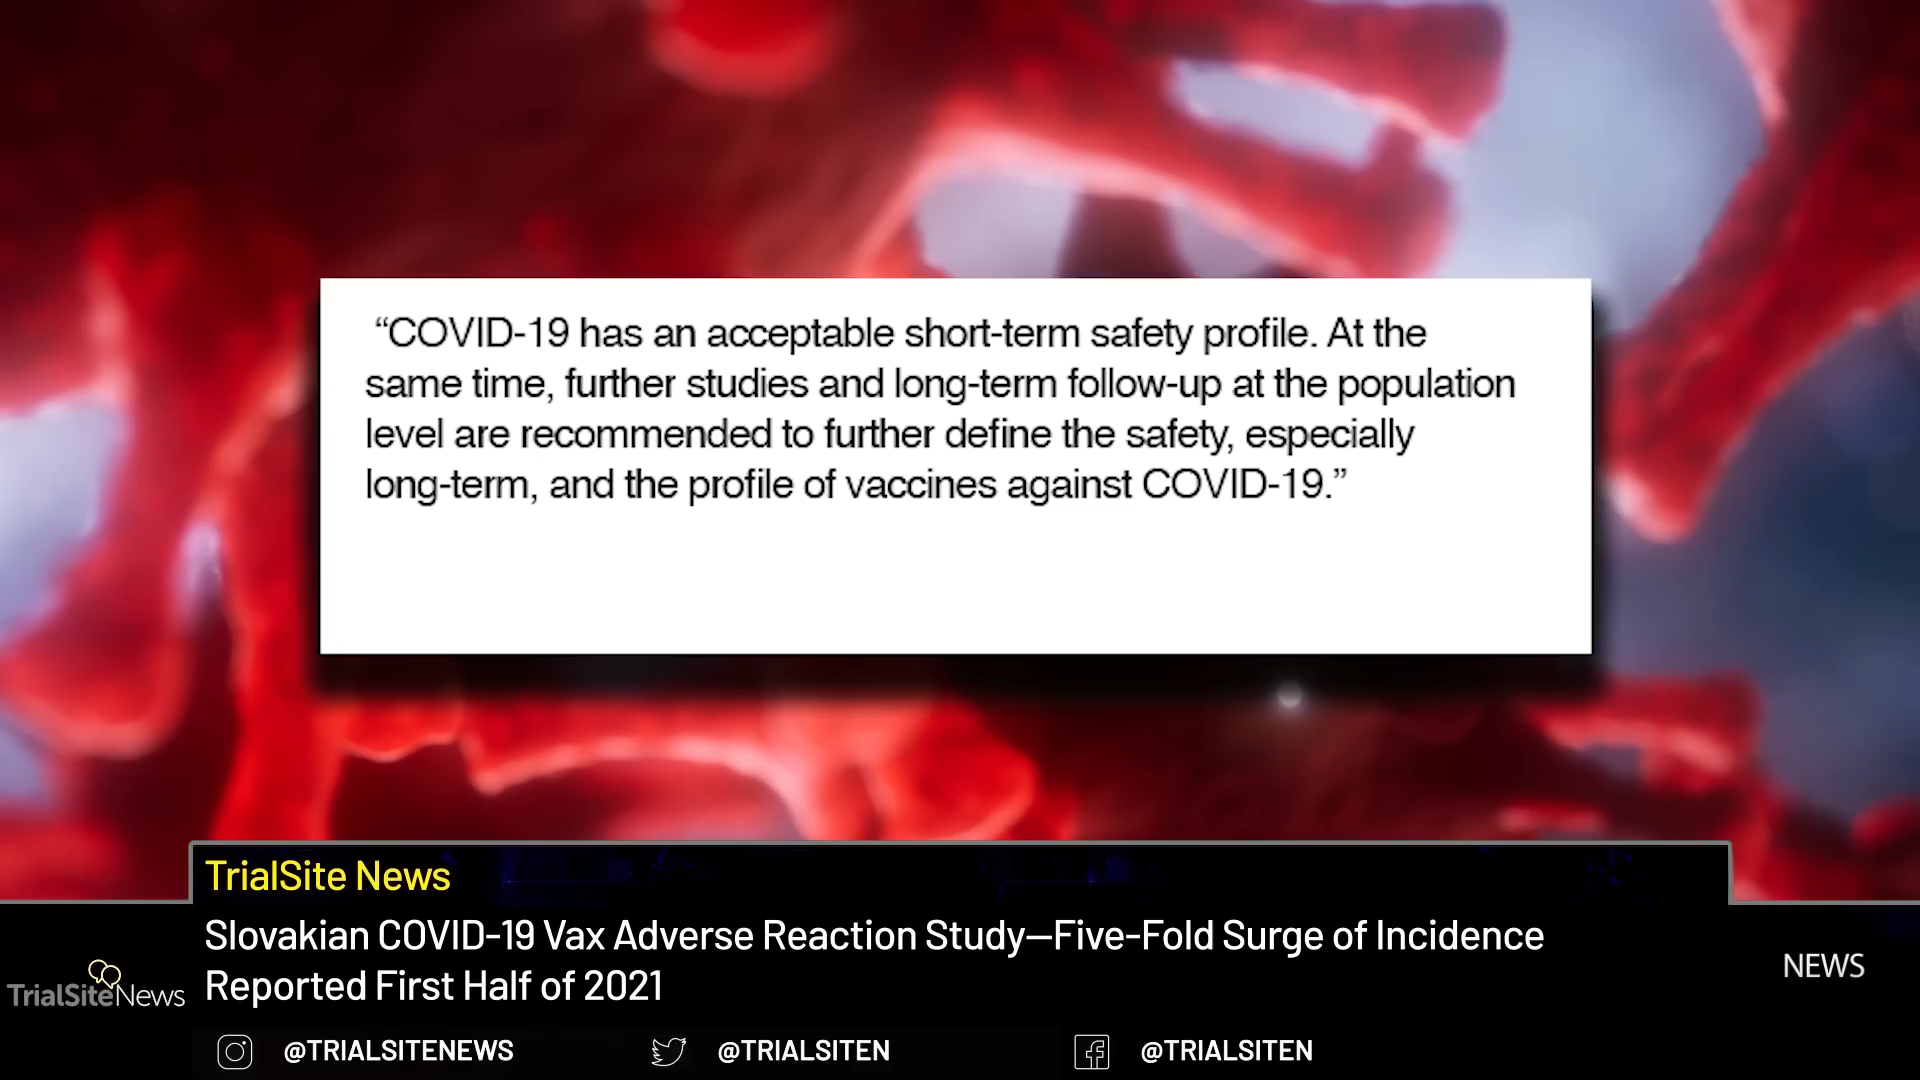 “COVID-19 has an acceptable short-term safety profile. At the
same time, further studies and long-term follow-up at the population
level are recommended to further define the safety, especially
long-term, and the profile of vaccines against COVID-19.”
TrialSite News
Slovakian COVID-19 Vax Adverse Reaction Study—Five-Fold Surge of Incidence
Reported First Half of 2021
NEWS
TrialSiteNews
@TRIALSITENEWS
@TRIALSITEN
@TRIALSITEN